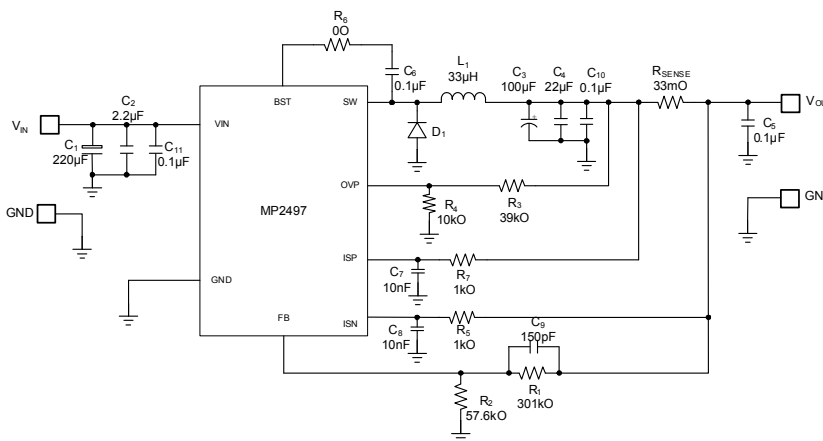 R6
0O
L1
33µH
C6
0.1µF
C3
100µF
C4
22µF
C10
0.1µF
RSENSE
33mO
C2
2.2µF
BST
SW
VIN
VIN
VOU
C1
220µF
C11
0.1µF
D1
C5
0.1µF
OVP
R4
10kO
R3
39kO
MP2497
GND
GN
ISP
C7
10nF
R7
1kO
GND
FB
ISN
C8
10nF
R5
1kO
C9
150pF
R2
57.6kO
R1
301kO